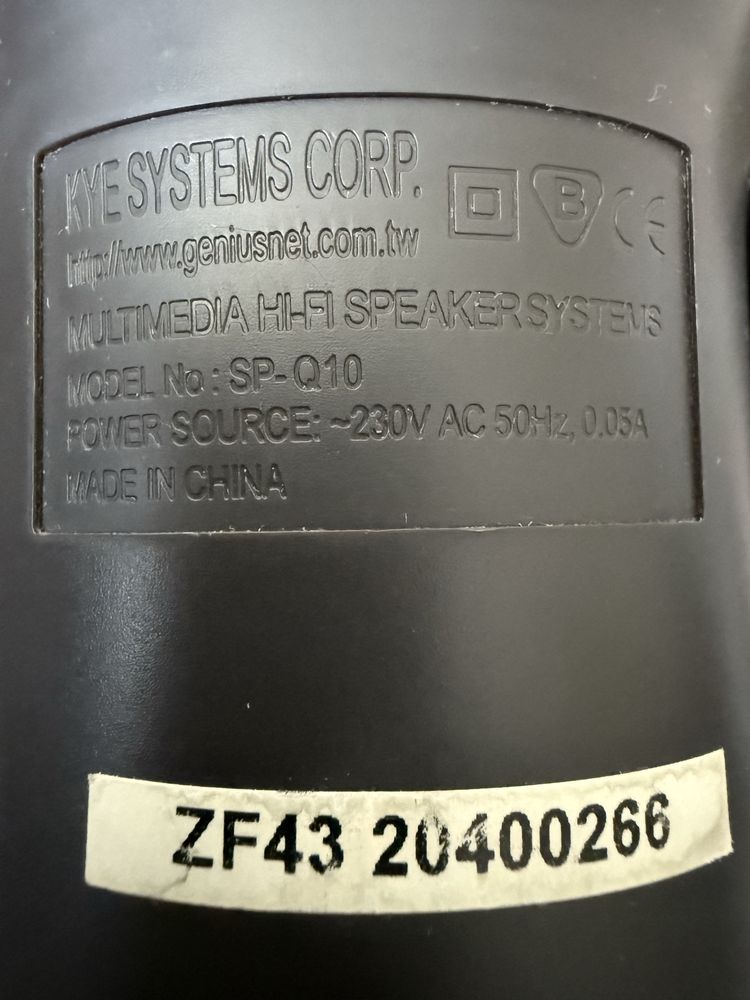 KYE SYSTEMS CORP.
http://www.geniusnet.com.tw
B CE
MULTIMEDIA HI-FI SPEAKER SYSTEMS
MODEL No : SP-Q10
POWER SOURCE: ~230V AC 50Hz, 0.05A
MADE IN CHINA
ZF43 20400266